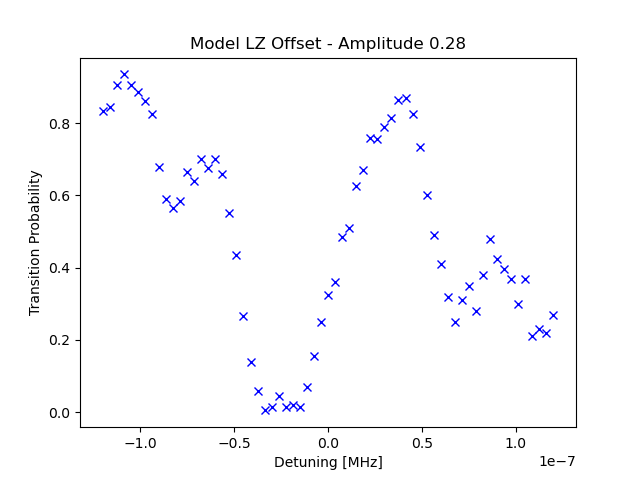 Model LZ Offset - Amplitude 0.28
Transition Probability
0.8
0.6
0.4
0.2
0.0
−1.0 −0.5 0.0 0.5 1.0
1e−7
Detuning [MHz]